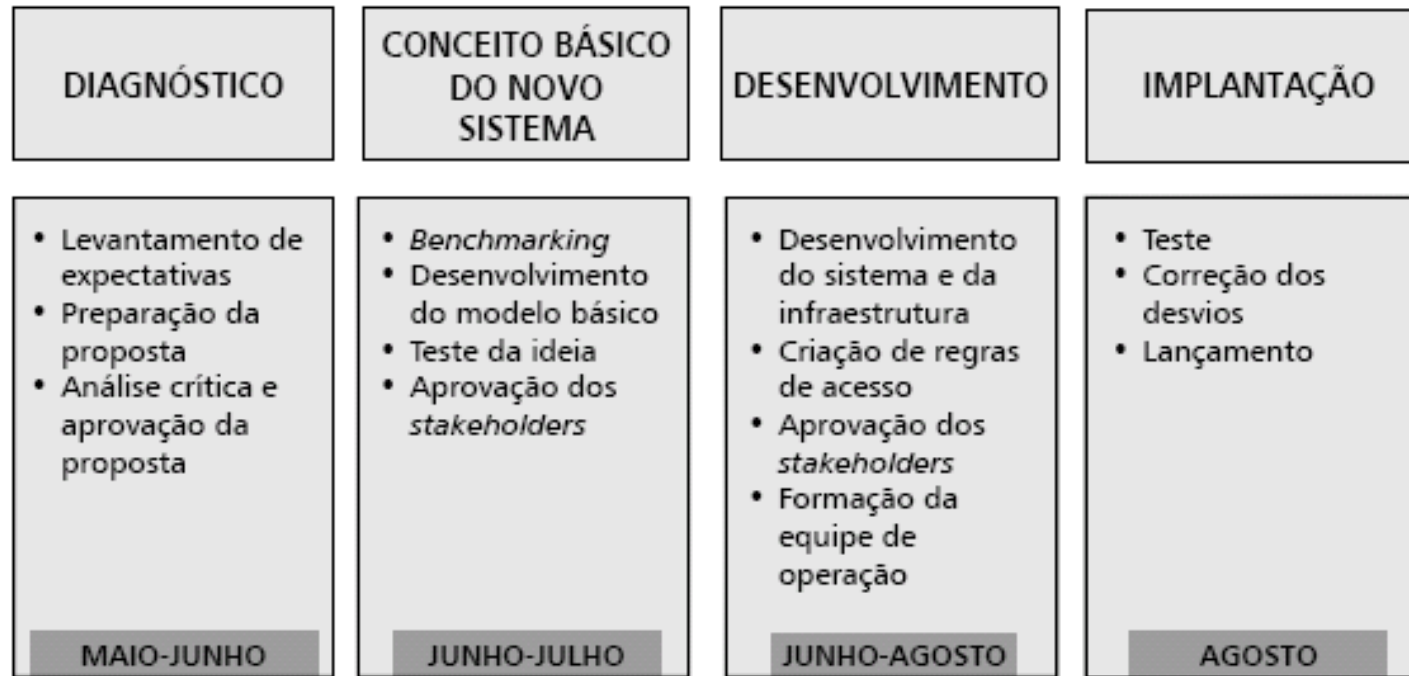 DIAGNÓSTICO
CONCEITO BÁSICO
DO NOVO
SISTEMA
DESENVOLVIMENTO
IMPLANTAÇÃO
• Levantamento de
expectativas
• Preparação da
proposta
• Análise crítica e
aprovação da
proposta
MAIO-JUNHO
• Benchmarking
• Desenvolvimento
do modelo básico
• Teste da ideia
• Aprovação dos
stakeholders
JUNHO-JULHO
• Desenvolvimento
do sistema e da
infraestrutura
• Criação de regras
de acesso
• Aprovação dos
stakeholders
• Formação da
equipe de
operação
JUNHO-AGOSTO
• Teste
• Correção dos
desvios
• Lançamento
AGOSTO